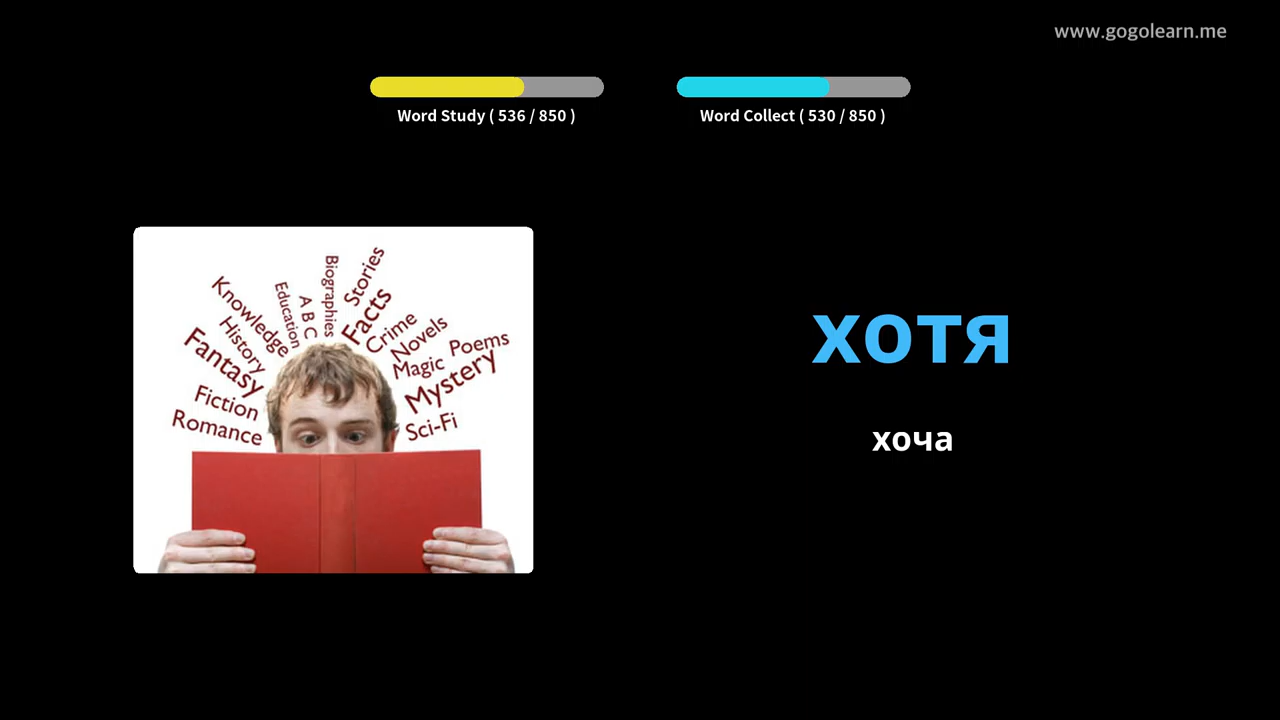 www.gogolearn.me
Word Study ( 536 / 850 )
Word Collect ( 530 / 850 )
Knowledge
History
Fantasy
Fiction
Romance
Education
A B C
Biographies
Stories
Facts
Crime
Novels
Magic
Poems
Mystery
Sci-Fi
хотя
хоча